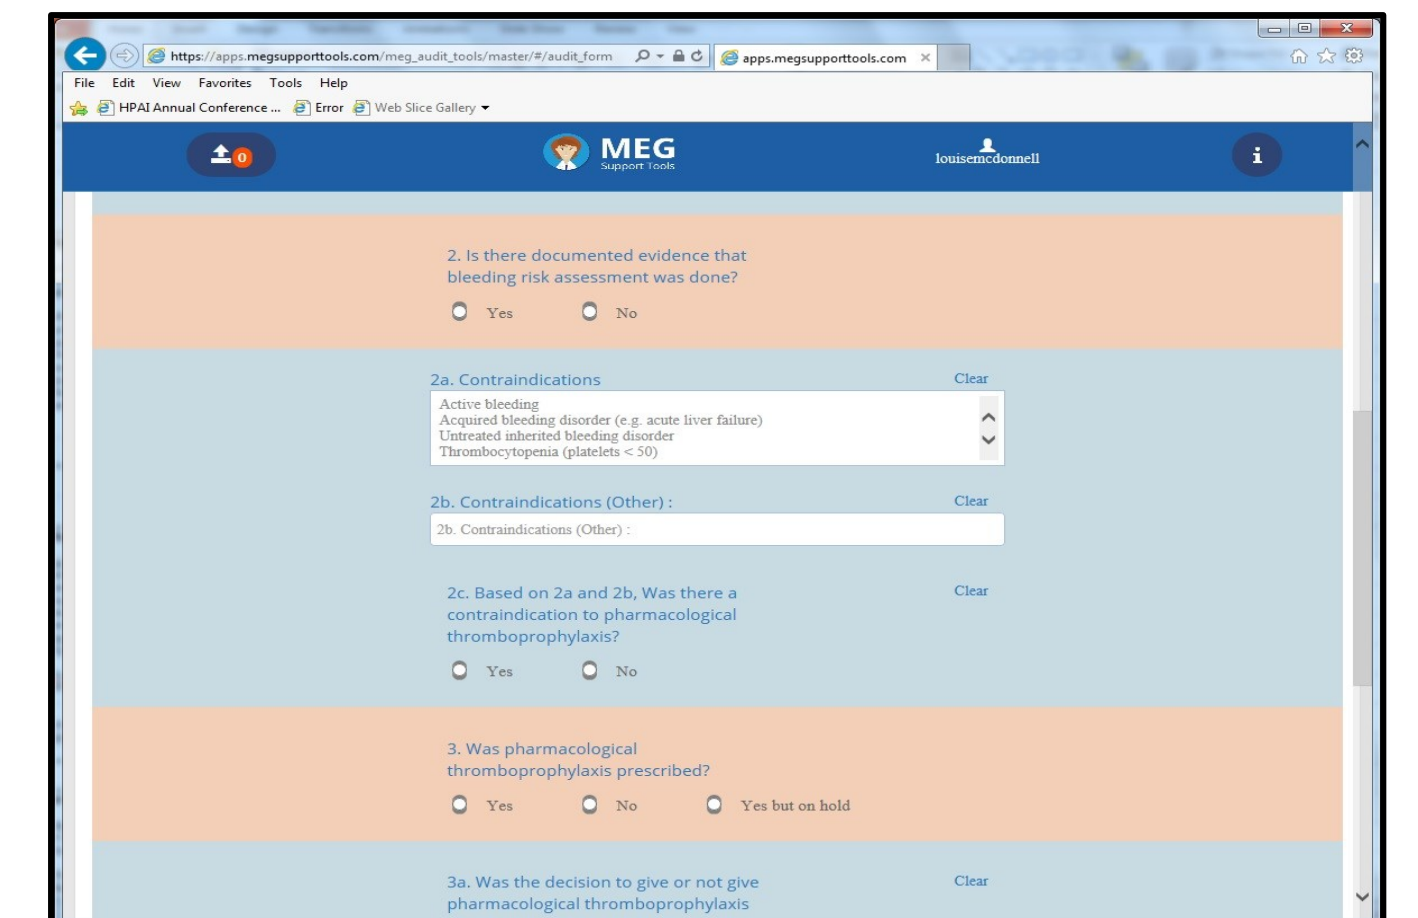 https://apps.megsupporttools.com/meg_audit_tools/master/#/audit_form
apps.megsupporttools.com
File Edit View Favorites Tools Help
HPAI Annual Conference ... Error Web Slice Gallery
0
MEG
Support Tools
louisemcdonnell
i
2. Is there documented evidence that
bleeding risk assessment was done?
Yes No
2a. Contraindications Clear
Active bleeding
Acquired bleeding disorder (e.g. acute liver failure)
Untreated inherited bleeding disorder
Thrombocytopenia (platelets < 50)
2b. Contraindications (Other) : Clear
2b. Contraindications (Other) :
2c. Based on 2a and 2b, Was there a Clear
contraindication to pharmacological
thromboprophylaxis?
Yes No
3. Was pharmacological
thromboprophylaxis prescribed?
Yes No Yes but on hold
3a. Was the decision to give or not give Clear
pharmacological thromboprophylaxis